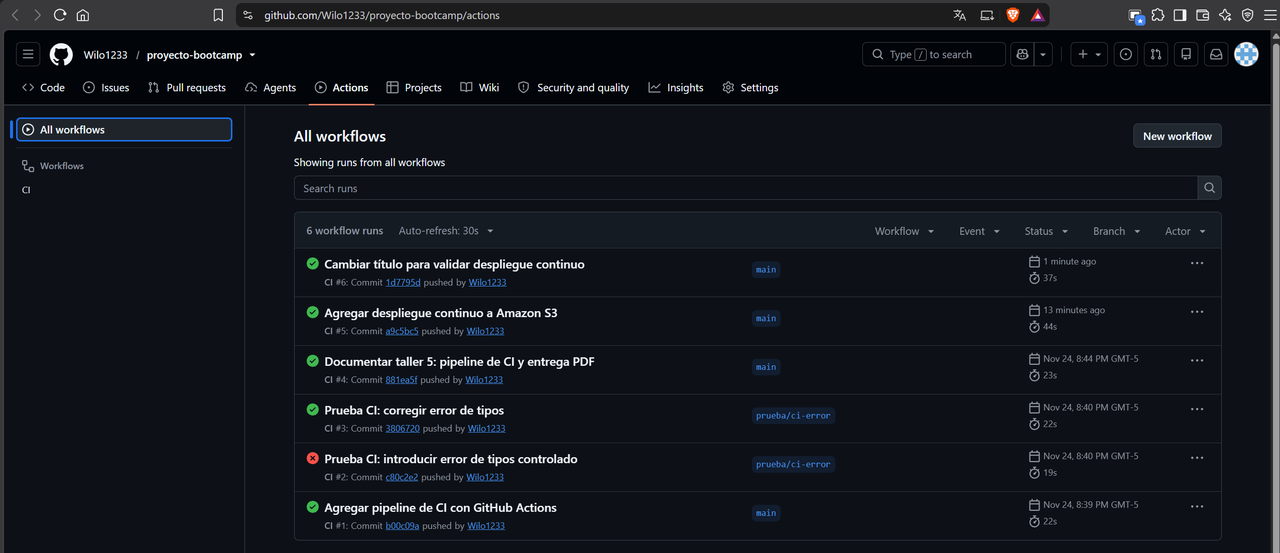 github.com/Wilo1233/proyecto-bootcamp/actions
Wilo1233 / proyecto-bootcamp
Type / to search
Code Issues Pull requests Agents Actions Projects Wiki Security and quality Insights Settings
All workflows
Workflows
CI
All workflows
New workflow
Showing runs from all workflows
Search runs
6 workflow runs Auto-refresh: 30s Workflow Event Status Branch Actor
Cambiar título para validar despliegue continuo
CI #6: Commit 1d7795d pushed by Wilo1233
main
1 minute ago
37s
Agregar despliegue continuo a Amazon S3
CI #5: Commit a9c5bc5 pushed by Wilo1233
main
13 minutes ago
44s
Documentar taller 5: pipeline de CI y entrega PDF
CI #4: Commit 881ea5f pushed by Wilo1233
main
Nov 24, 8:44 PM GMT-5
23s
Prueba CI: corregir error de tipos
CI #3: Commit 3806720 pushed by Wilo1233
prueba/ci-error
Nov 24, 8:40 PM GMT-5
22s
Prueba CI: introducir error de tipos controlado
CI #2: Commit c80c2e2 pushed by Wilo1233
prueba/ci-error
Nov 24, 8:40 PM GMT-5
19s
Agregar pipeline de CI con GitHub Actions
CI #1: Commit b00c09a pushed by Wilo1233
main
Nov 24, 8:39 PM GMT-5
22s